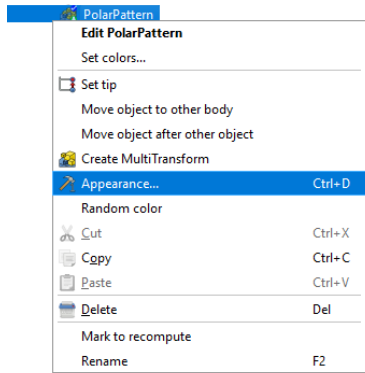 PolarPattern
Edit PolarPattern
Set colors...
Set tip
Move object to other body
Move object after other object
Create MultiTransform
Appearance... Ctrl+D
Random color
Cut Ctrl+X
Copy Ctrl+C
Paste Ctrl+V
Delete Del
Mark to recompute
Rename F2